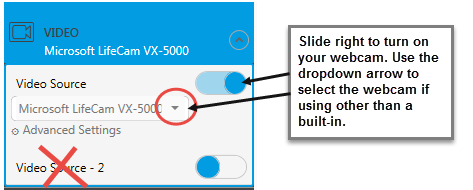 VIDEO
Microsoft LifeCam VX-5000
Video Source
Microsoft LifeCam VX-5000
Advanced Settings
Video Source - 2
Slide right to turn on
your webcam. Use the
dropdown arrow to
select the webcam if
using other than a
built-in.